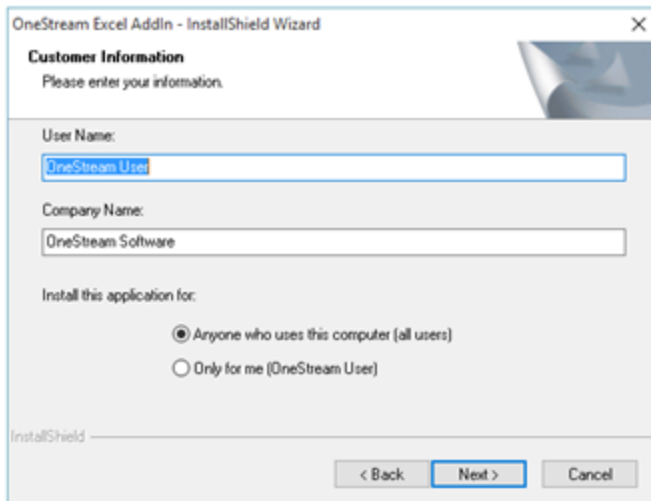 OneStream Excel AddIn - InstallShield Wizard
Customer Information
Please enter your information.
User Name:
OneStream User
Company Name:
OneStream Software
Install this application for:
Anyone who uses this computer (all users)
Only for me (OneStream User)
InstallShield
< Back Next > Cancel